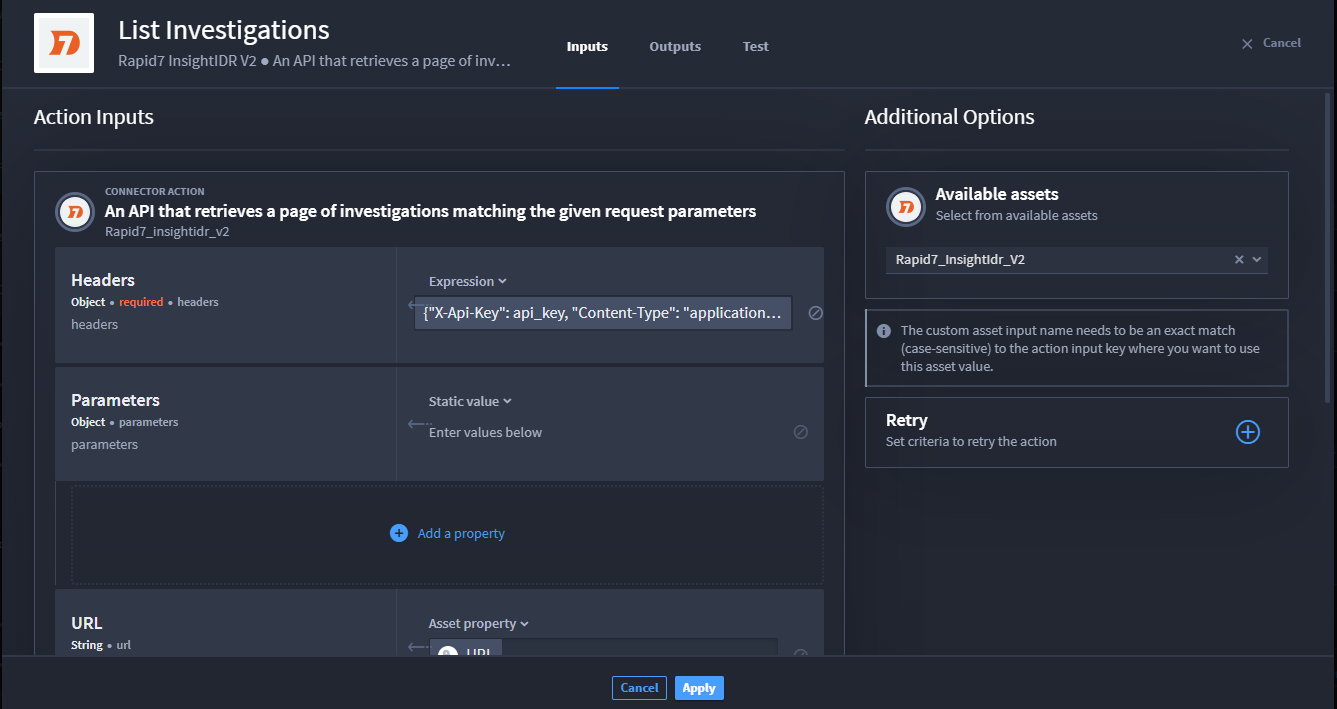 List Investigations
Rapid7 InsightIDR V2 ● An API that retrieves a page of inv…
Inputs
Outputs
Test
Cancel
Action Inputs
CONNECTOR ACTION
An API that retrieves a page of investigations matching the given request parameters
Rapid7_insightidr_v2
Headers
Object • required • headers
headers
Expression
{"X-Api-Key": api_key, "Content-Type": "application…
Parameters
Object • parameters
parameters
Static value
Enter values below
Add a property
URL
String • url
Asset property
URL
Additional Options
Available assets
Select from available assets
Rapid7_InsightIdr_V2
The custom asset input name needs to be an exact match
(case-sensitive) to the action input key where you want to use
this asset value.
Retry
Set criteria to retry the action
Cancel
Apply